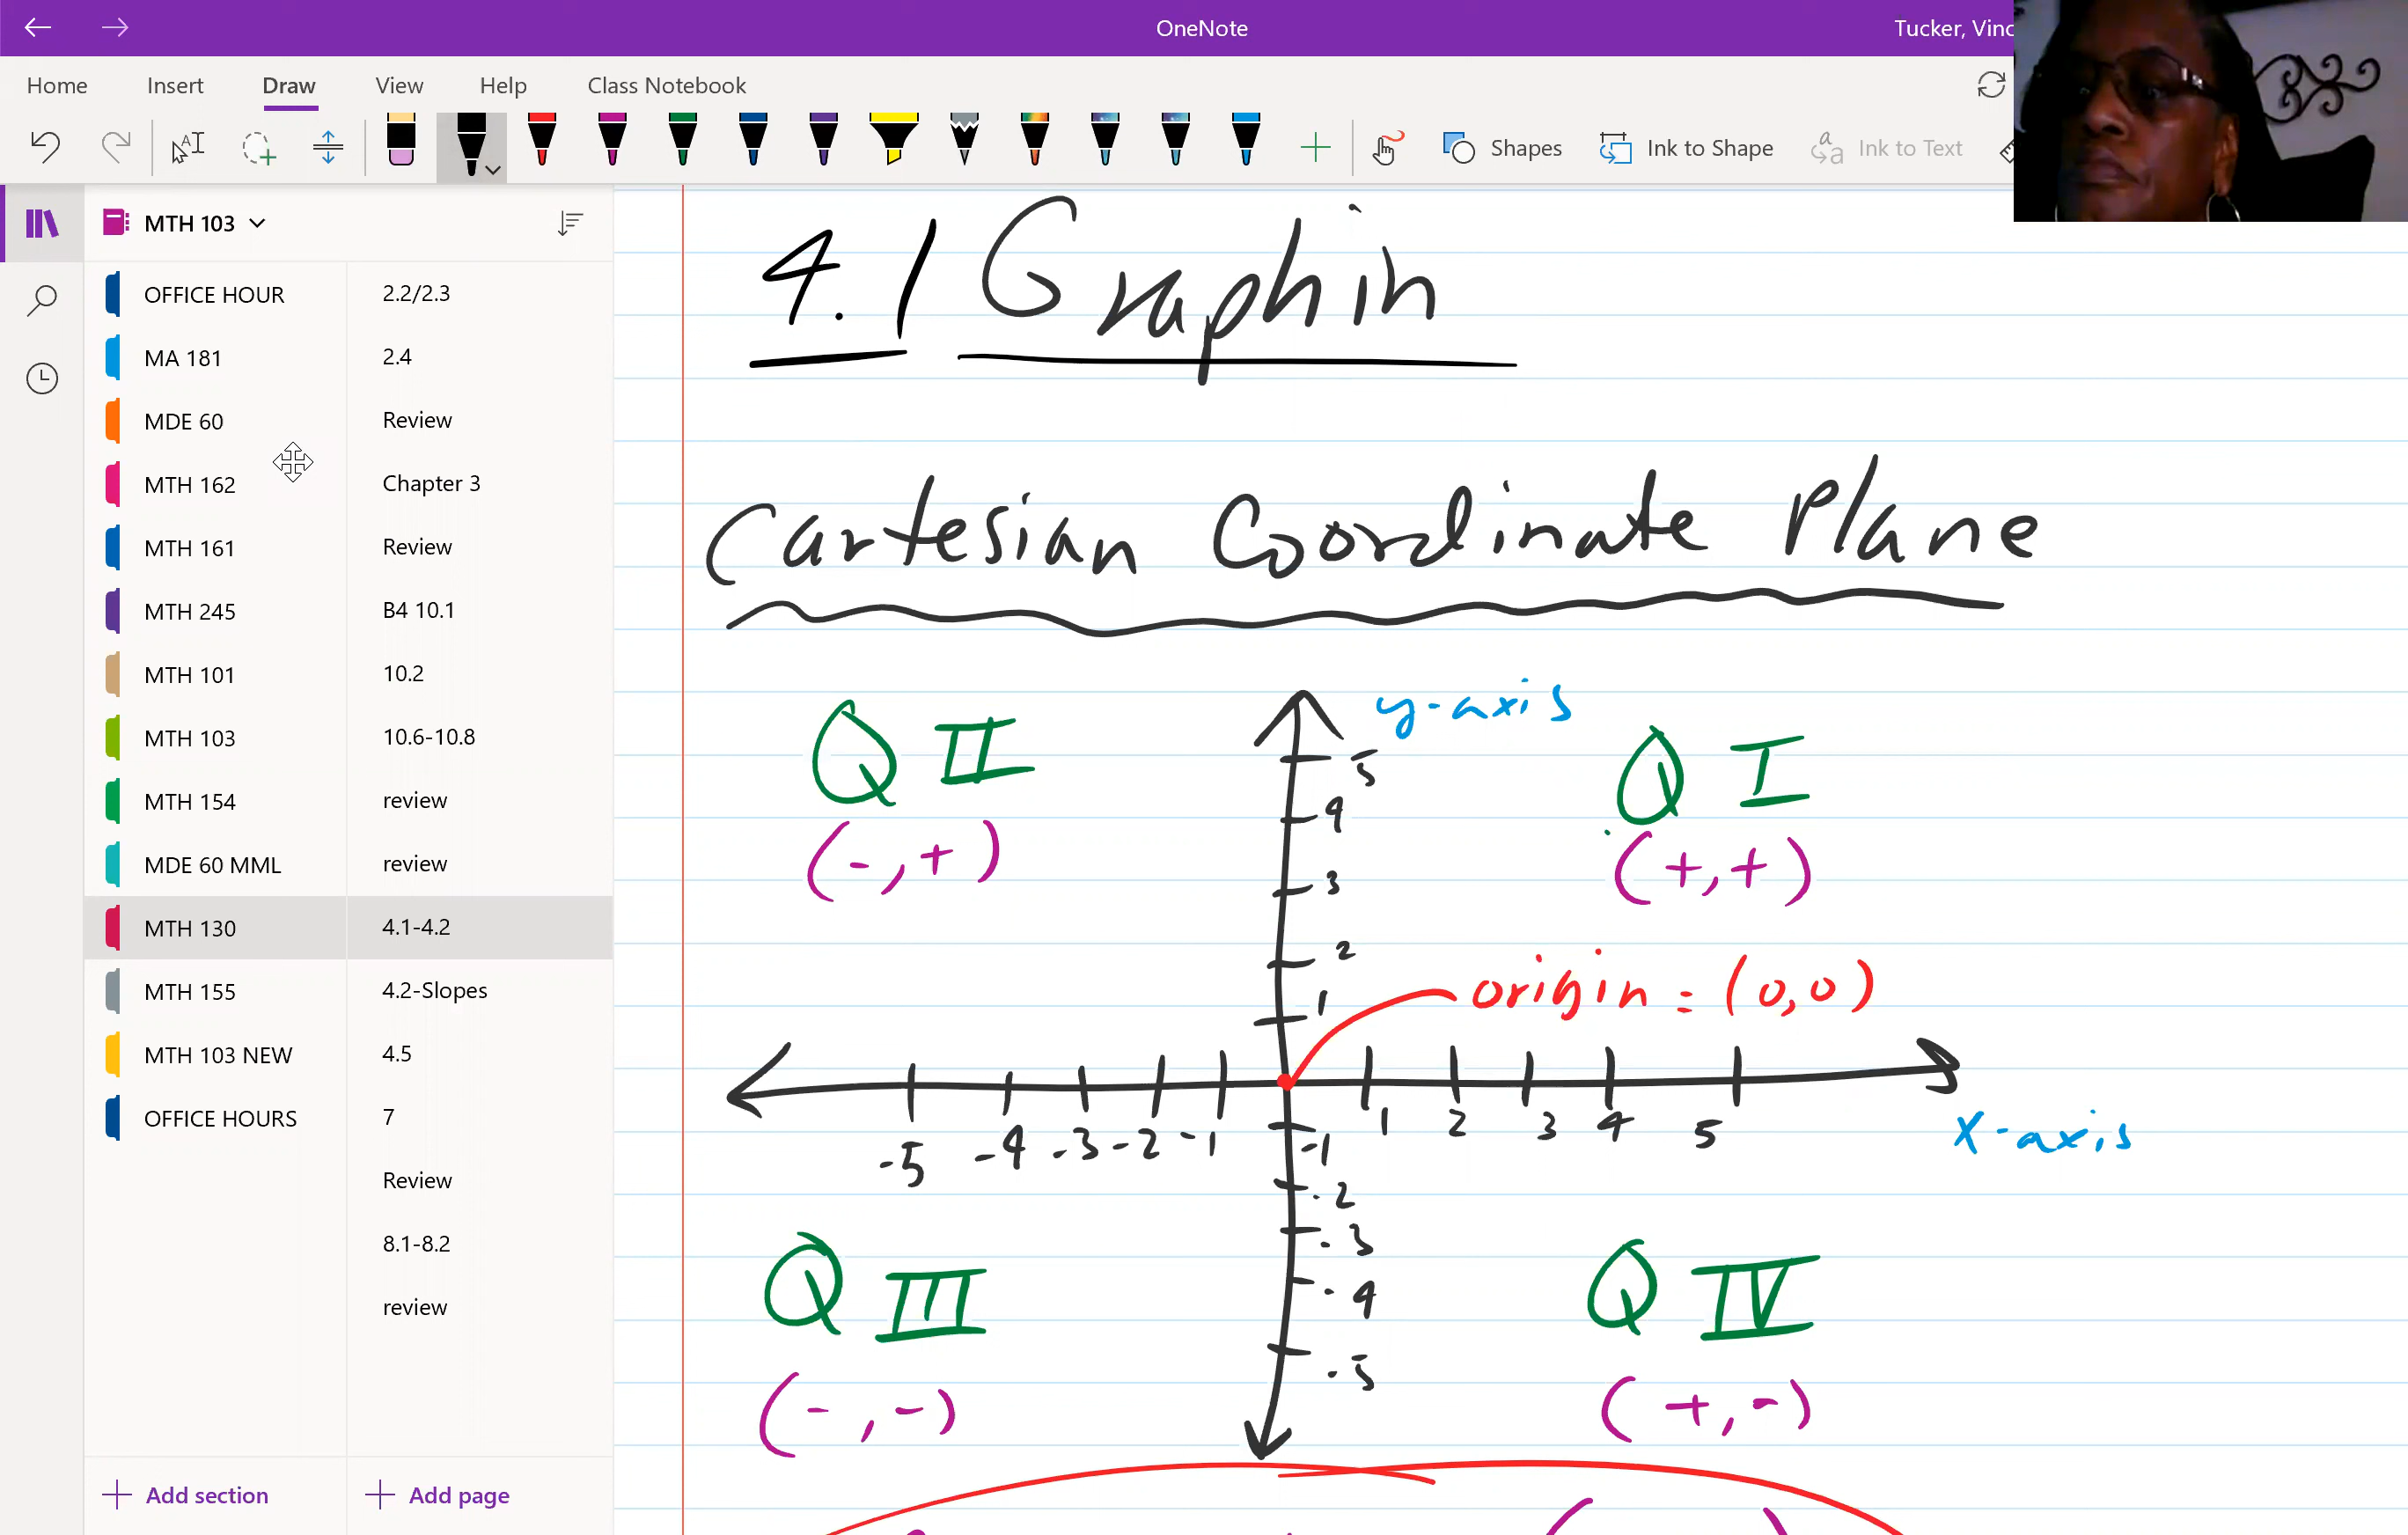 OneNote
Tucker, Vinc
Home Insert Draw View Help Class Notebook
Shapes Ink to Shape Ink to Text
MTH 103
OFFICE HOUR
MA 181
MDE 60
MTH 162
MTH 161
MTH 245
MTH 101
MTH 103
MTH 154
MDE 60 MML
MTH 130
MTH 155
MTH 103 NEW
OFFICE HOURS
Add section
2.2/2.3
2.4
Review
Chapter 3
Review
B4 10.1
10.2
10.6-10.8
review
review
4.1-4.2
4.2-Slopes
4.5
7
Review
8.1-8.2
review
Add page
4.1 Graphin
Cartesian Coordinate Plane
y-axis
Q II
Q I
(-,+)
(+,+)
5
4
3
2
1
origin = (0,0)
-5 -4 -3 -2 -1 1 2 3 4 5
x-axis
-1
-2
-3
-4
-5
Q III
Q IV
(-,-)
(+,-)